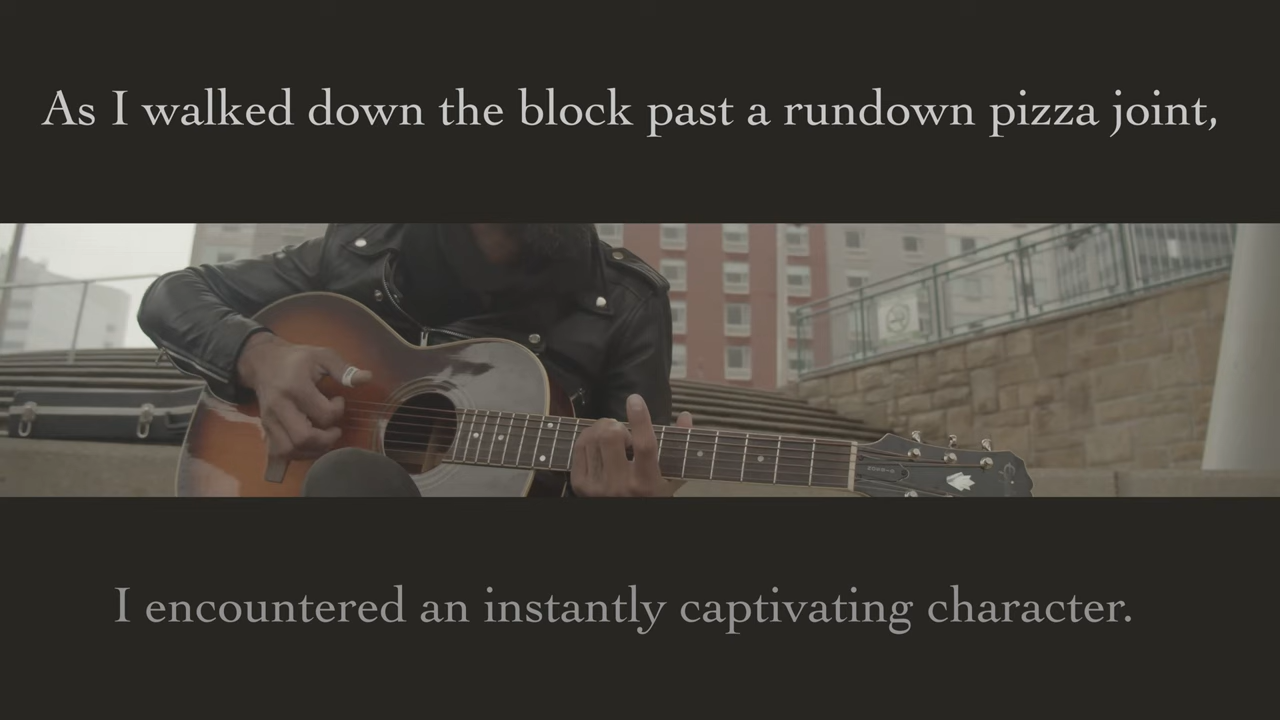 As I walked down the block past a rundown pizza joint,
I encountered an instantly captivating character.